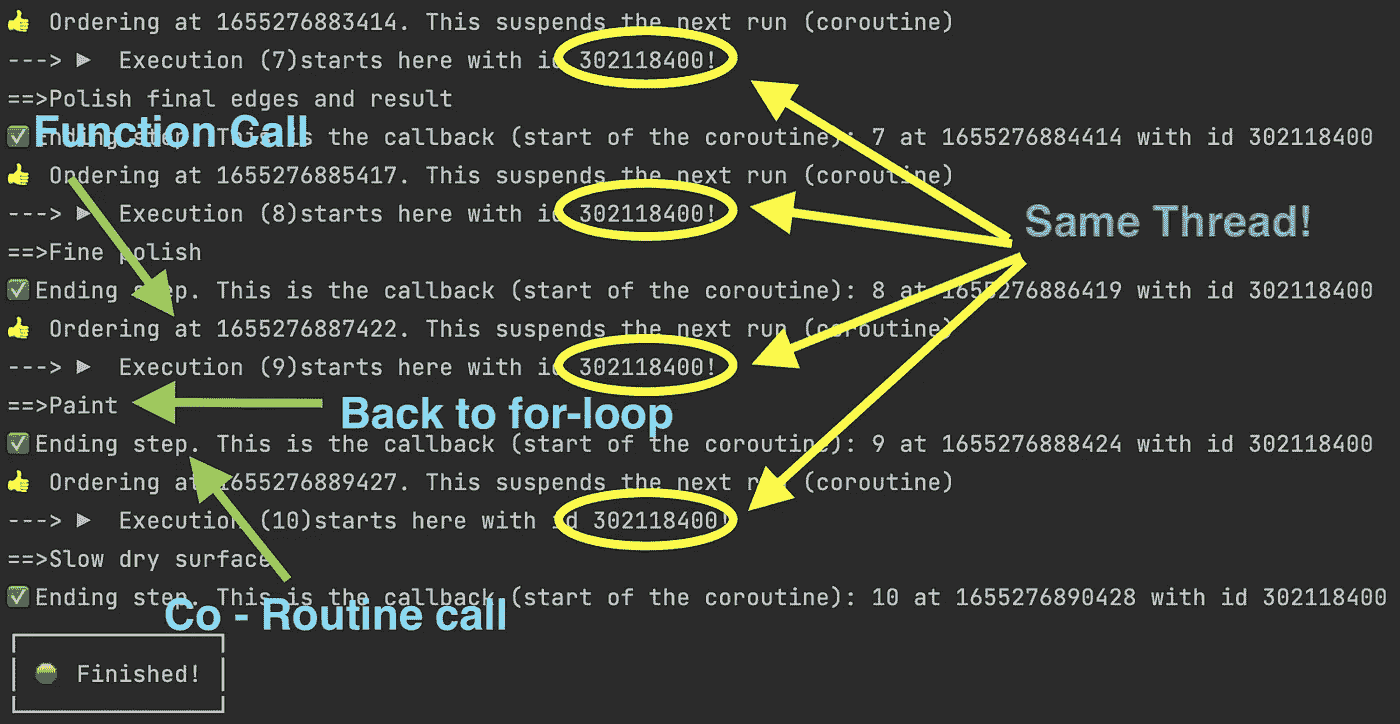 👍 Ordering at 1655276883414. This suspends the next run (coroutine)
---> ▶ Execution (7)starts here with id 302118400!
==>Polish final edges and result
Function Call
✅Ending step. This is the callback (start of the coroutine): 7 at 1655276884414 with id 302118400
👍 Ordering at 1655276885417. This suspends the next run (coroutine)
---> ▶ Execution (8)starts here with id 302118400!
Same Thread!
==>Fine polish
✅Ending step. This is the callback (start of the coroutine): 8 at 1655276886419 with id 302118400
👍 Ordering at 1655276887422. This suspends the next run (coroutine)
---> ▶ Execution (9)starts here with id 302118400!
==>Paint
Back to for-loop
✅Ending step. This is the callback (start of the coroutine): 9 at 1655276888424 with id 302118400
👍 Ordering at 1655276889427. This suspends the next run (coroutine)
---> ▶ Execution (10)starts here with id 302118400!
==>Slow dry surface
✅Ending step. This is the callback (start of the coroutine): 10 at 1655276890428 with id 302118400
Co - Routine call
Finished!